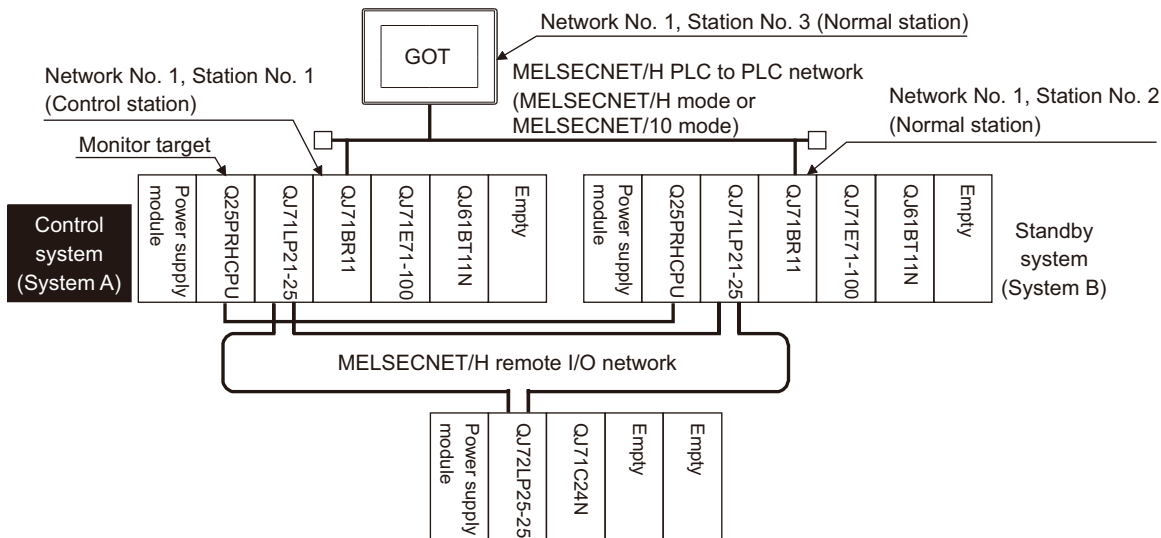 Network No. 1, Station No. 3 (Normal station)
GOT
Network No. 1, Station No. 1
(Control station)
MELSECNET/H PLC to PLC network
(MELSECNET/H mode or
MELSECNET/10 mode)
Network No. 1, Station No. 2
(Normal station)
Monitor target
Control
system
(System A)
Power supply
module
Q25PRHCPU
QJ71LP21-25
QJ71BR11
QJ71E71-100
QJ61BT11N
Empty
Power supply
module
Q25PRHCPU
QJ71LP21-25
QJ71BR11
QJ71E71-100
QJ61BT11N
Empty
Standby
system
(System B)
MELSECNET/H remote I/O network
Power supply
module
QJ72LP25-25
QJ71C24N
Empty
Empty